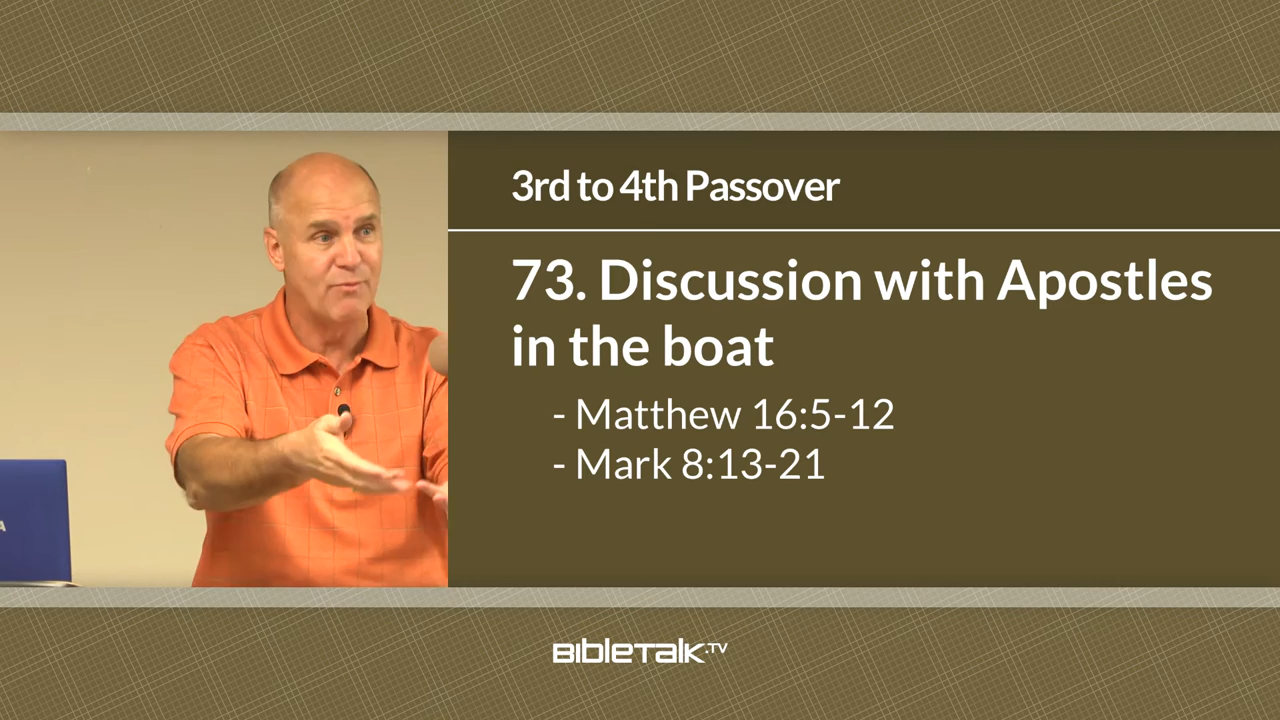 3rd to 4th Passover
73. Discussion with Apostles
in the boat
- Matthew 16:5-12
- Mark 8:13-21
A
BibleTalk.TV